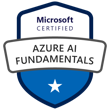 Microsoft
CERTIFIED
AZURE AI
FUNDAMENTALS